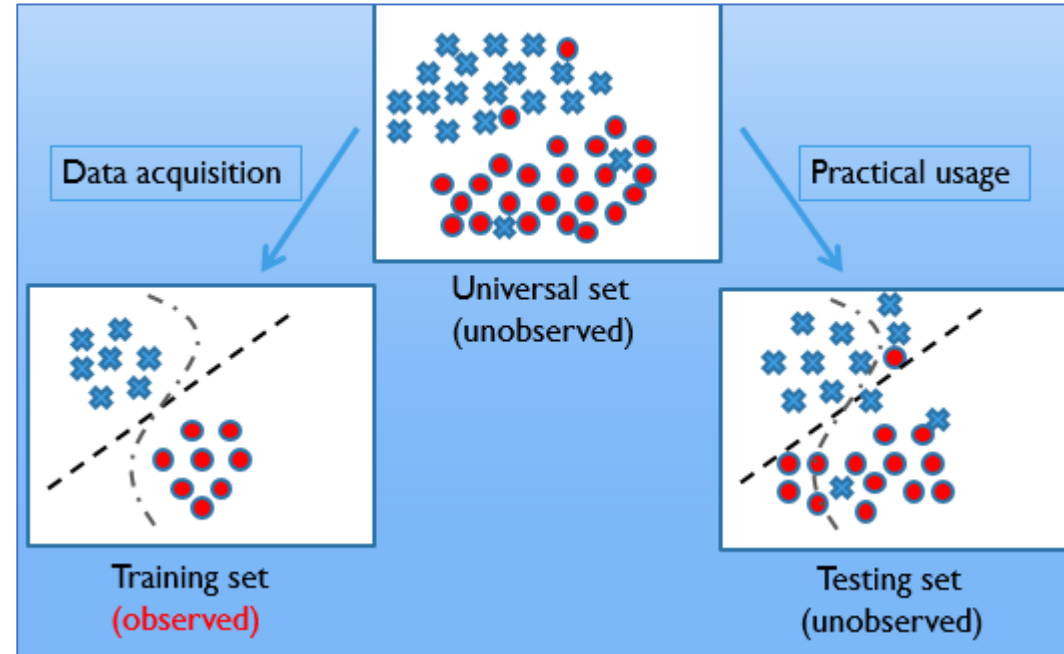 Data acquisition
Practical usage
Universal set
(unobserved)
Training set
(observed)
Testing set
(unobserved)